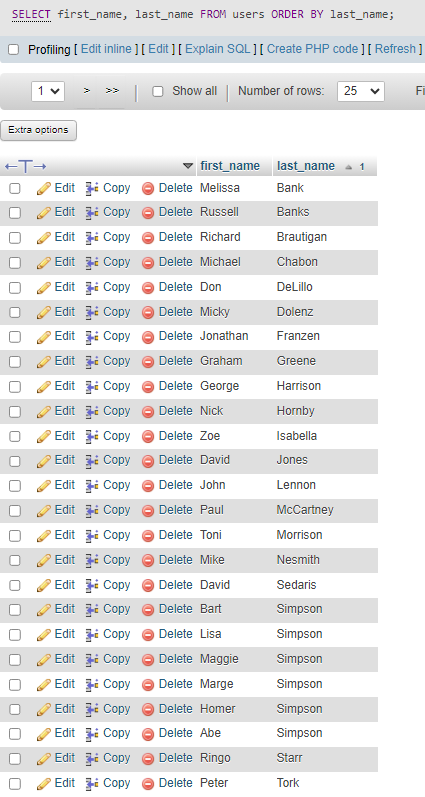 SELECT first_name, last_name FROM users ORDER BY last_name;
Profiling [ Edit inline ] [ Edit ] [ Explain SQL ] [ Create PHP code ] [ Refresh ]
1 > >> Show all Number of rows: 25 Fi
Extra options
←T→ first_name last_name 1
Edit Copy Delete Melissa Bank
Edit Copy Delete Russell Banks
Edit Copy Delete Richard Brautigan
Edit Copy Delete Michael Chabon
Edit Copy Delete Don DeLillo
Edit Copy Delete Micky Dolenz
Edit Copy Delete Jonathan Franzen
Edit Copy Delete Graham Greene
Edit Copy Delete George Harrison
Edit Copy Delete Nick Hornby
Edit Copy Delete Zoe Isabella
Edit Copy Delete David Jones
Edit Copy Delete John Lennon
Edit Copy Delete Paul McCartney
Edit Copy Delete Toni Morrison
Edit Copy Delete Mike Nesmith
Edit Copy Delete David Sedaris
Edit Copy Delete Bart Simpson
Edit Copy Delete Lisa Simpson
Edit Copy Delete Maggie Simpson
Edit Copy Delete Marge Simpson
Edit Copy Delete Homer Simpson
Edit Copy Delete Abe Simpson
Edit Copy Delete Ringo Starr
Edit Copy Delete Peter Tork